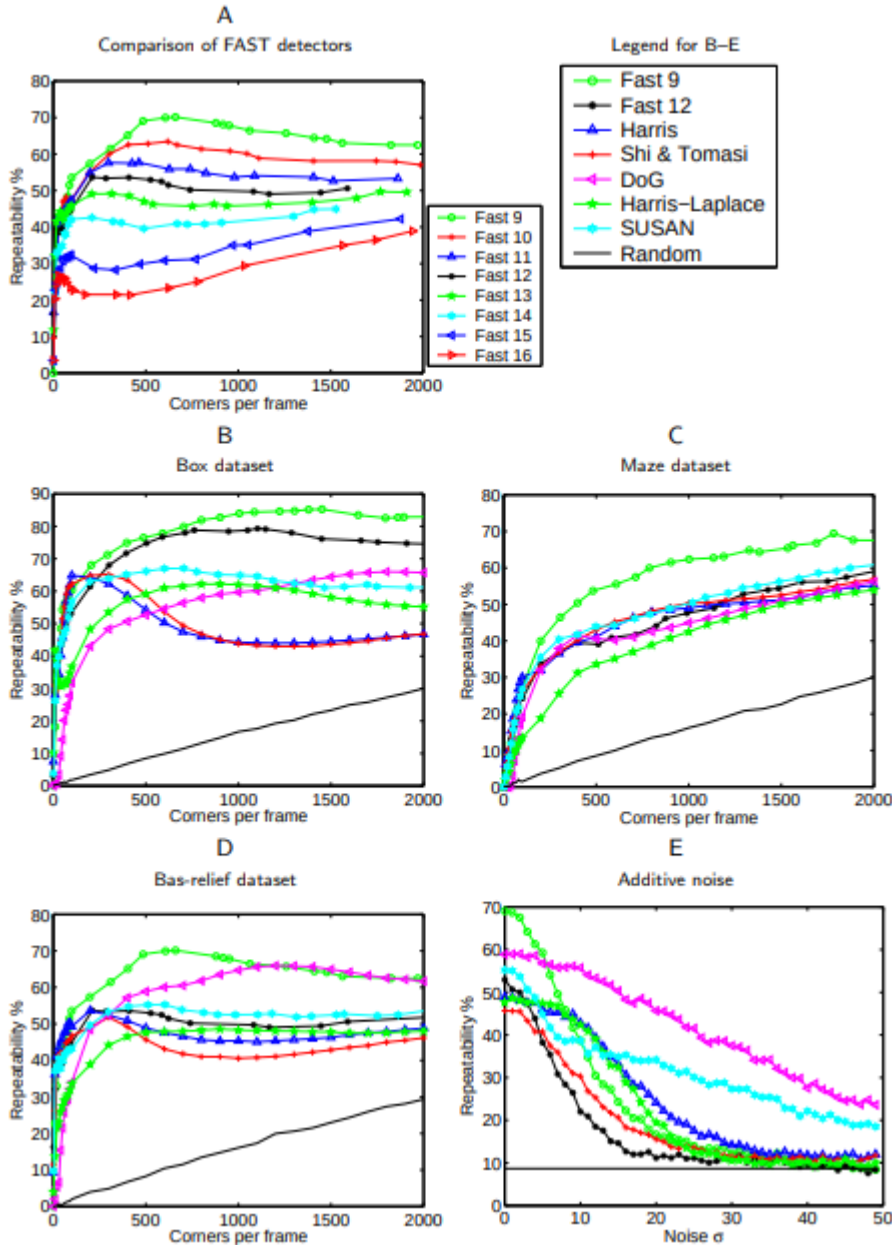 A
Comparison of FAST detectors
80
70
60
50
40
30
20
10
0
Repeatability %
0 500 1000 1500 2000
Corners per frame
Fast 9
Fast 10
Fast 11
Fast 12
Fast 13
Fast 14
Fast 15
Fast 16
Legend for B–E
Fast 9
Fast 12
Harris
Shi & Tomasi
DoG
Harris−Laplace
SUSAN
Random
B
Box dataset
90
80
70
60
50
40
30
20
10
0
Repeatability %
0 500 1000 1500 2000
Corners per frame
C
Maze dataset
80
70
60
50
40
30
20
10
0
Repeatability %
0 500 1000 1500 2000
Corners per frame
D
Bas-relief dataset
80
70
60
50
40
30
20
10
0
Repeatability %
0 500 1000 1500 2000
Corners per frame
E
Additive noise
70
60
50
40
30
20
10
0
Repeatability %
0 10 20 30 40 50
Noise σ